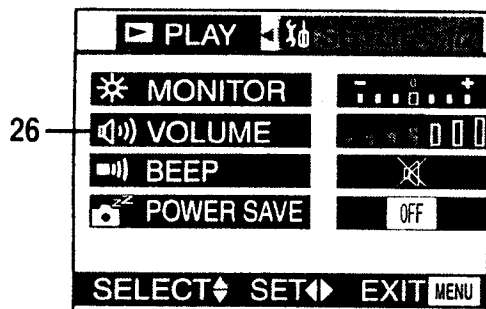 PLAY
MONITOR - +
26 VOLUME
BEEP
POWER SAVE OFF
SELECT SET EXIT MENU